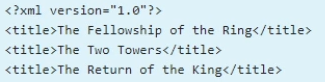 <?xml version="1.0"?>
<title>The Fellowship of the Ring</title>
<title>The Two Towers</title>
<title>The Return of the King</title>